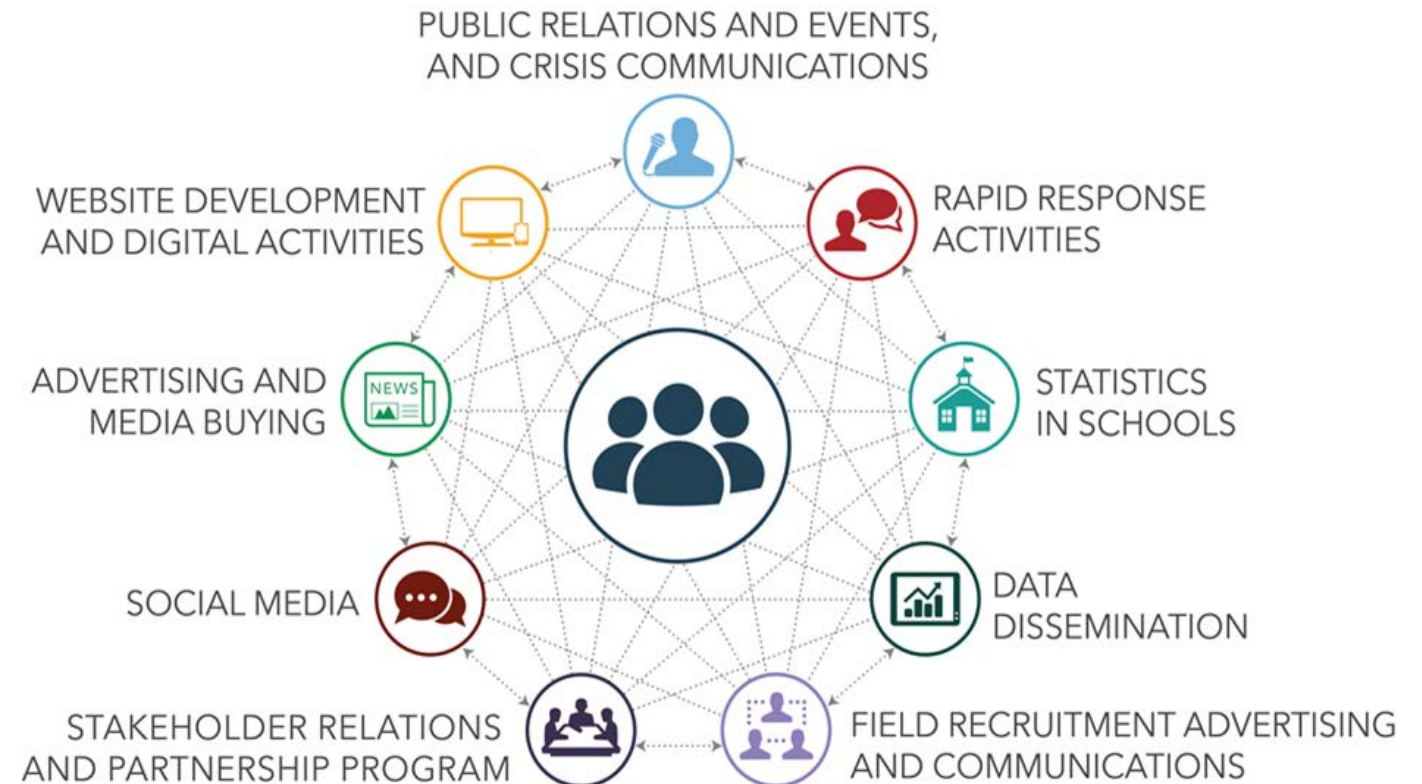 PUBLIC RELATIONS AND EVENTS,
AND CRISIS COMMUNICATIONS
WEBSITE DEVELOPMENT
AND DIGITAL ACTIVITIES
RAPID RESPONSE
ACTIVITIES
ADVERTISING AND
MEDIA BUYING
NEWS
STATISTICS
IN SCHOOLS
SOCIAL MEDIA
DATA
DISSEMINATION
STAKEHOLDER RELATIONS
AND PARTNERSHIP PROGRAM
FIELD RECRUITMENT ADVERTISING
AND COMMUNICATIONS